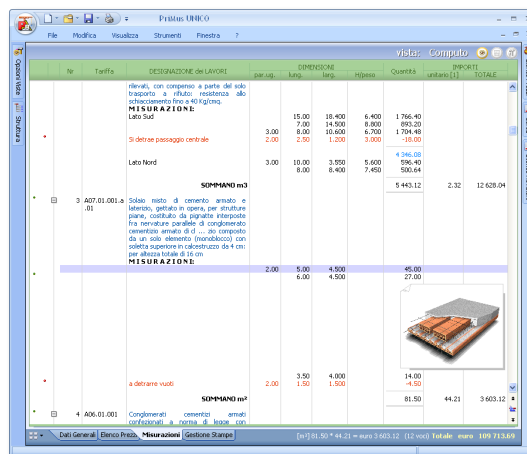 PriMus UNICO
File Modifica Visualizza Strumenti Finestra ?
vista: Computo
Opzioni Vista
Struttura
Nr Tariffa DESIGNAZIONE dei LAVORI DIMENSIONI Quantità IMPORTI
par.ug. lung. larg. H/peso unitario [1] TOTALE
rilevati, con compenso a parte del solo
trasporto a rifiuto: resistenza allo
schiacciamento fino a 40 Kg/cmq.
MISURAZIONI:
Lato Sud 15.00 18.400 6.400 1 766.40
7.00 14.500 8.800 893.20
3.00 8.00 10.600 6.700 1 704.48
Si detrae passaggio centrale 2.00 2.50 1.200 3.000 -18.00
4 346.08
Lato Nord 3.00 10.00 3.550 5.600 596.40
8.00 8.400 7.450 500.64
SOMMANO m3 5 443.12 2.32 12 628.04
3 A07.01.001.a Solaio misto di cemento armato e
.01 laterizio, gettato in opera, per strutture
piane, costituito da pignatte interposte
fra nervature parallele di conglomerato
cementizio armato di cl ... zio composto
da un solo elemento (monoblocco) con
soletta superiore in calcestruzzo da 4 cm:
per altezza totale di 16 cm
MISURAZIONI:
2.00 5.00 4.500 45.00
6.00 4.500 27.00
3.50 4.000 14.00
a detrarre vuoti 2.00 1.50 1.500 -4.50
SOMMANO m² 81.50 44.21 3 603.12
4 A06.01.001 Conglomerati cementizi armati
confezionati a norma di legge con
Dati Generali Elenco Prezzi Misurazioni Gestione Stampe [m²] 81.50 * 44.21 = euro 3 603.12 (12 voci) Totale euro 109 713.69